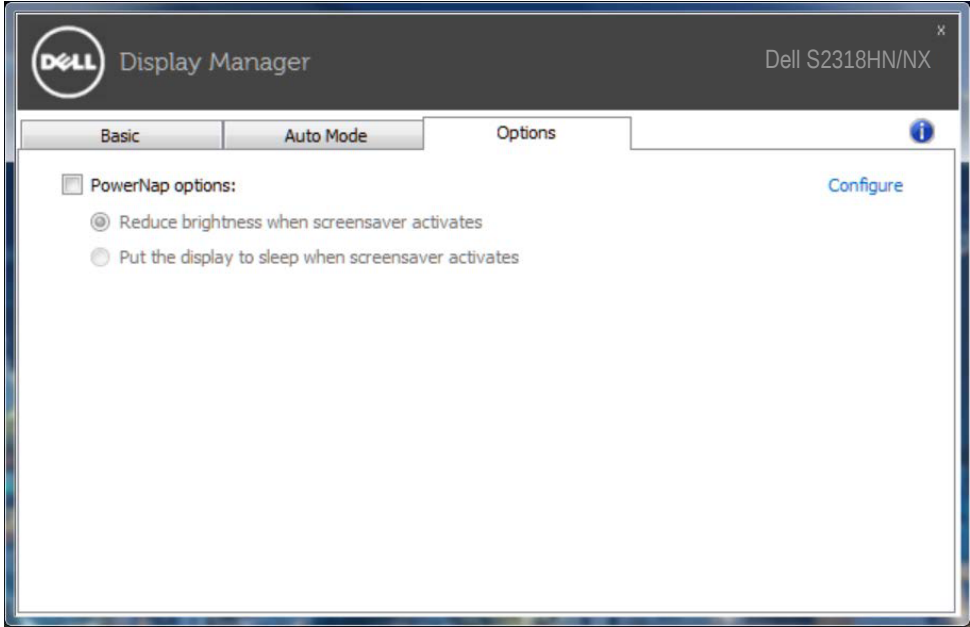 x
DELL Display Manager Dell S2318HN/NX
Basic Auto Mode Options i
PowerNap options: Configure
Reduce brightness when screensaver activates
Put the display to sleep when screensaver activates